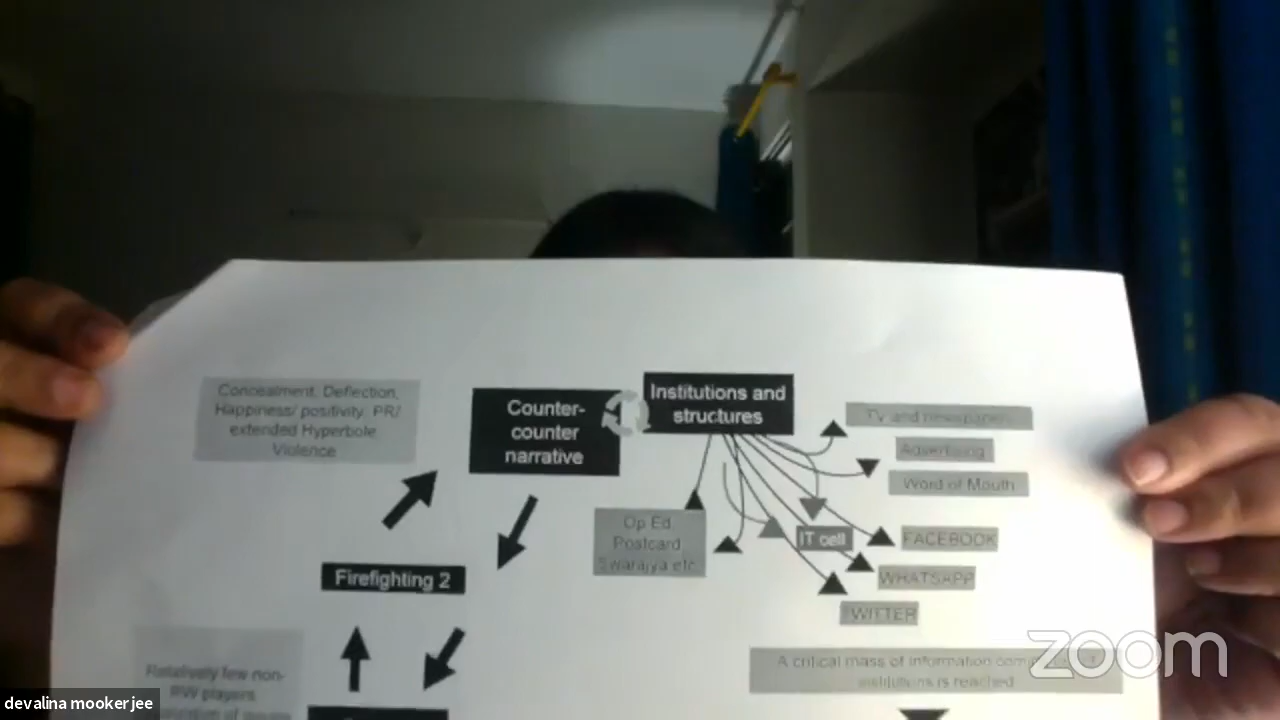 Concealment, Deflection,
Happiness/ positivity. PR/
extended Hyperbole
Violence
Counter-
counter
narrative
Institutions and
structures
TV and newspapers
Advertising
Word of Mouth
Op Ed
Postcard
Swarajya etc.
IT cell
FACEBOOK
WHATSAPP
TWITTER
Firefighting 2
Relatively few non-
RW players
A critical mass of information
institutions is reached
zoom
devalina mookerjee